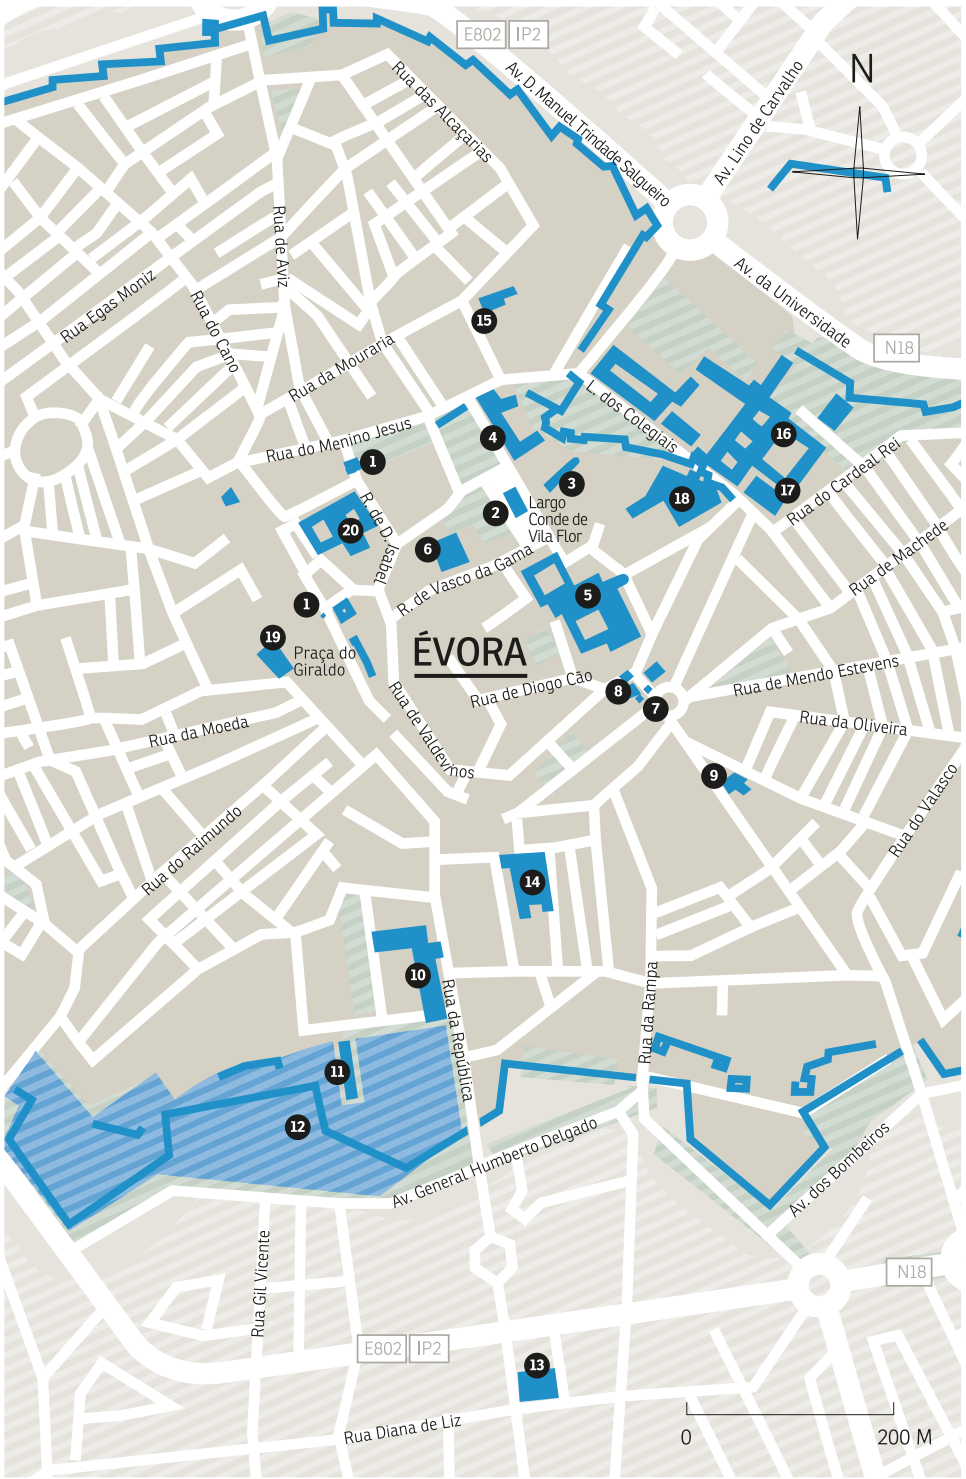 E802 IP2
N
Av. D. Manuel Trindade Salgueiro
Av. Lino de Carvalho
Rua das Alcaçarias
Rua de Aviz
Av. da Universidade
Rua Egas Moniz
Rua do Cano
15
N18
Rua da Mouraria
L. dos Colegiais
Rua do Menino Jesus
4
16
1
3
Rua do Cardeal Rei
17
18
2
Largo
Conde de
Vila Flor
R. de D. Isabel
20
6
Rua de Machede
R. de Vasco da Gama
5
1
19
Praça do
Giraldo
ÉVORA
Rua de Diogo Cão
8
7
Rua de Mendo Estevens
Rua da Moeda
Rua de Valdevinos
Rua da Oliveira
9
Rua do Valasco
Rua do Raimundo
14
10
Rua da República
Rua da Rampa
11
12
Av. General Humberto Delgado
Av. dos Bombeiros
Rua Gil Vicente
N18
E802 IP2
13
Rua Diana de Liz
0 200 M